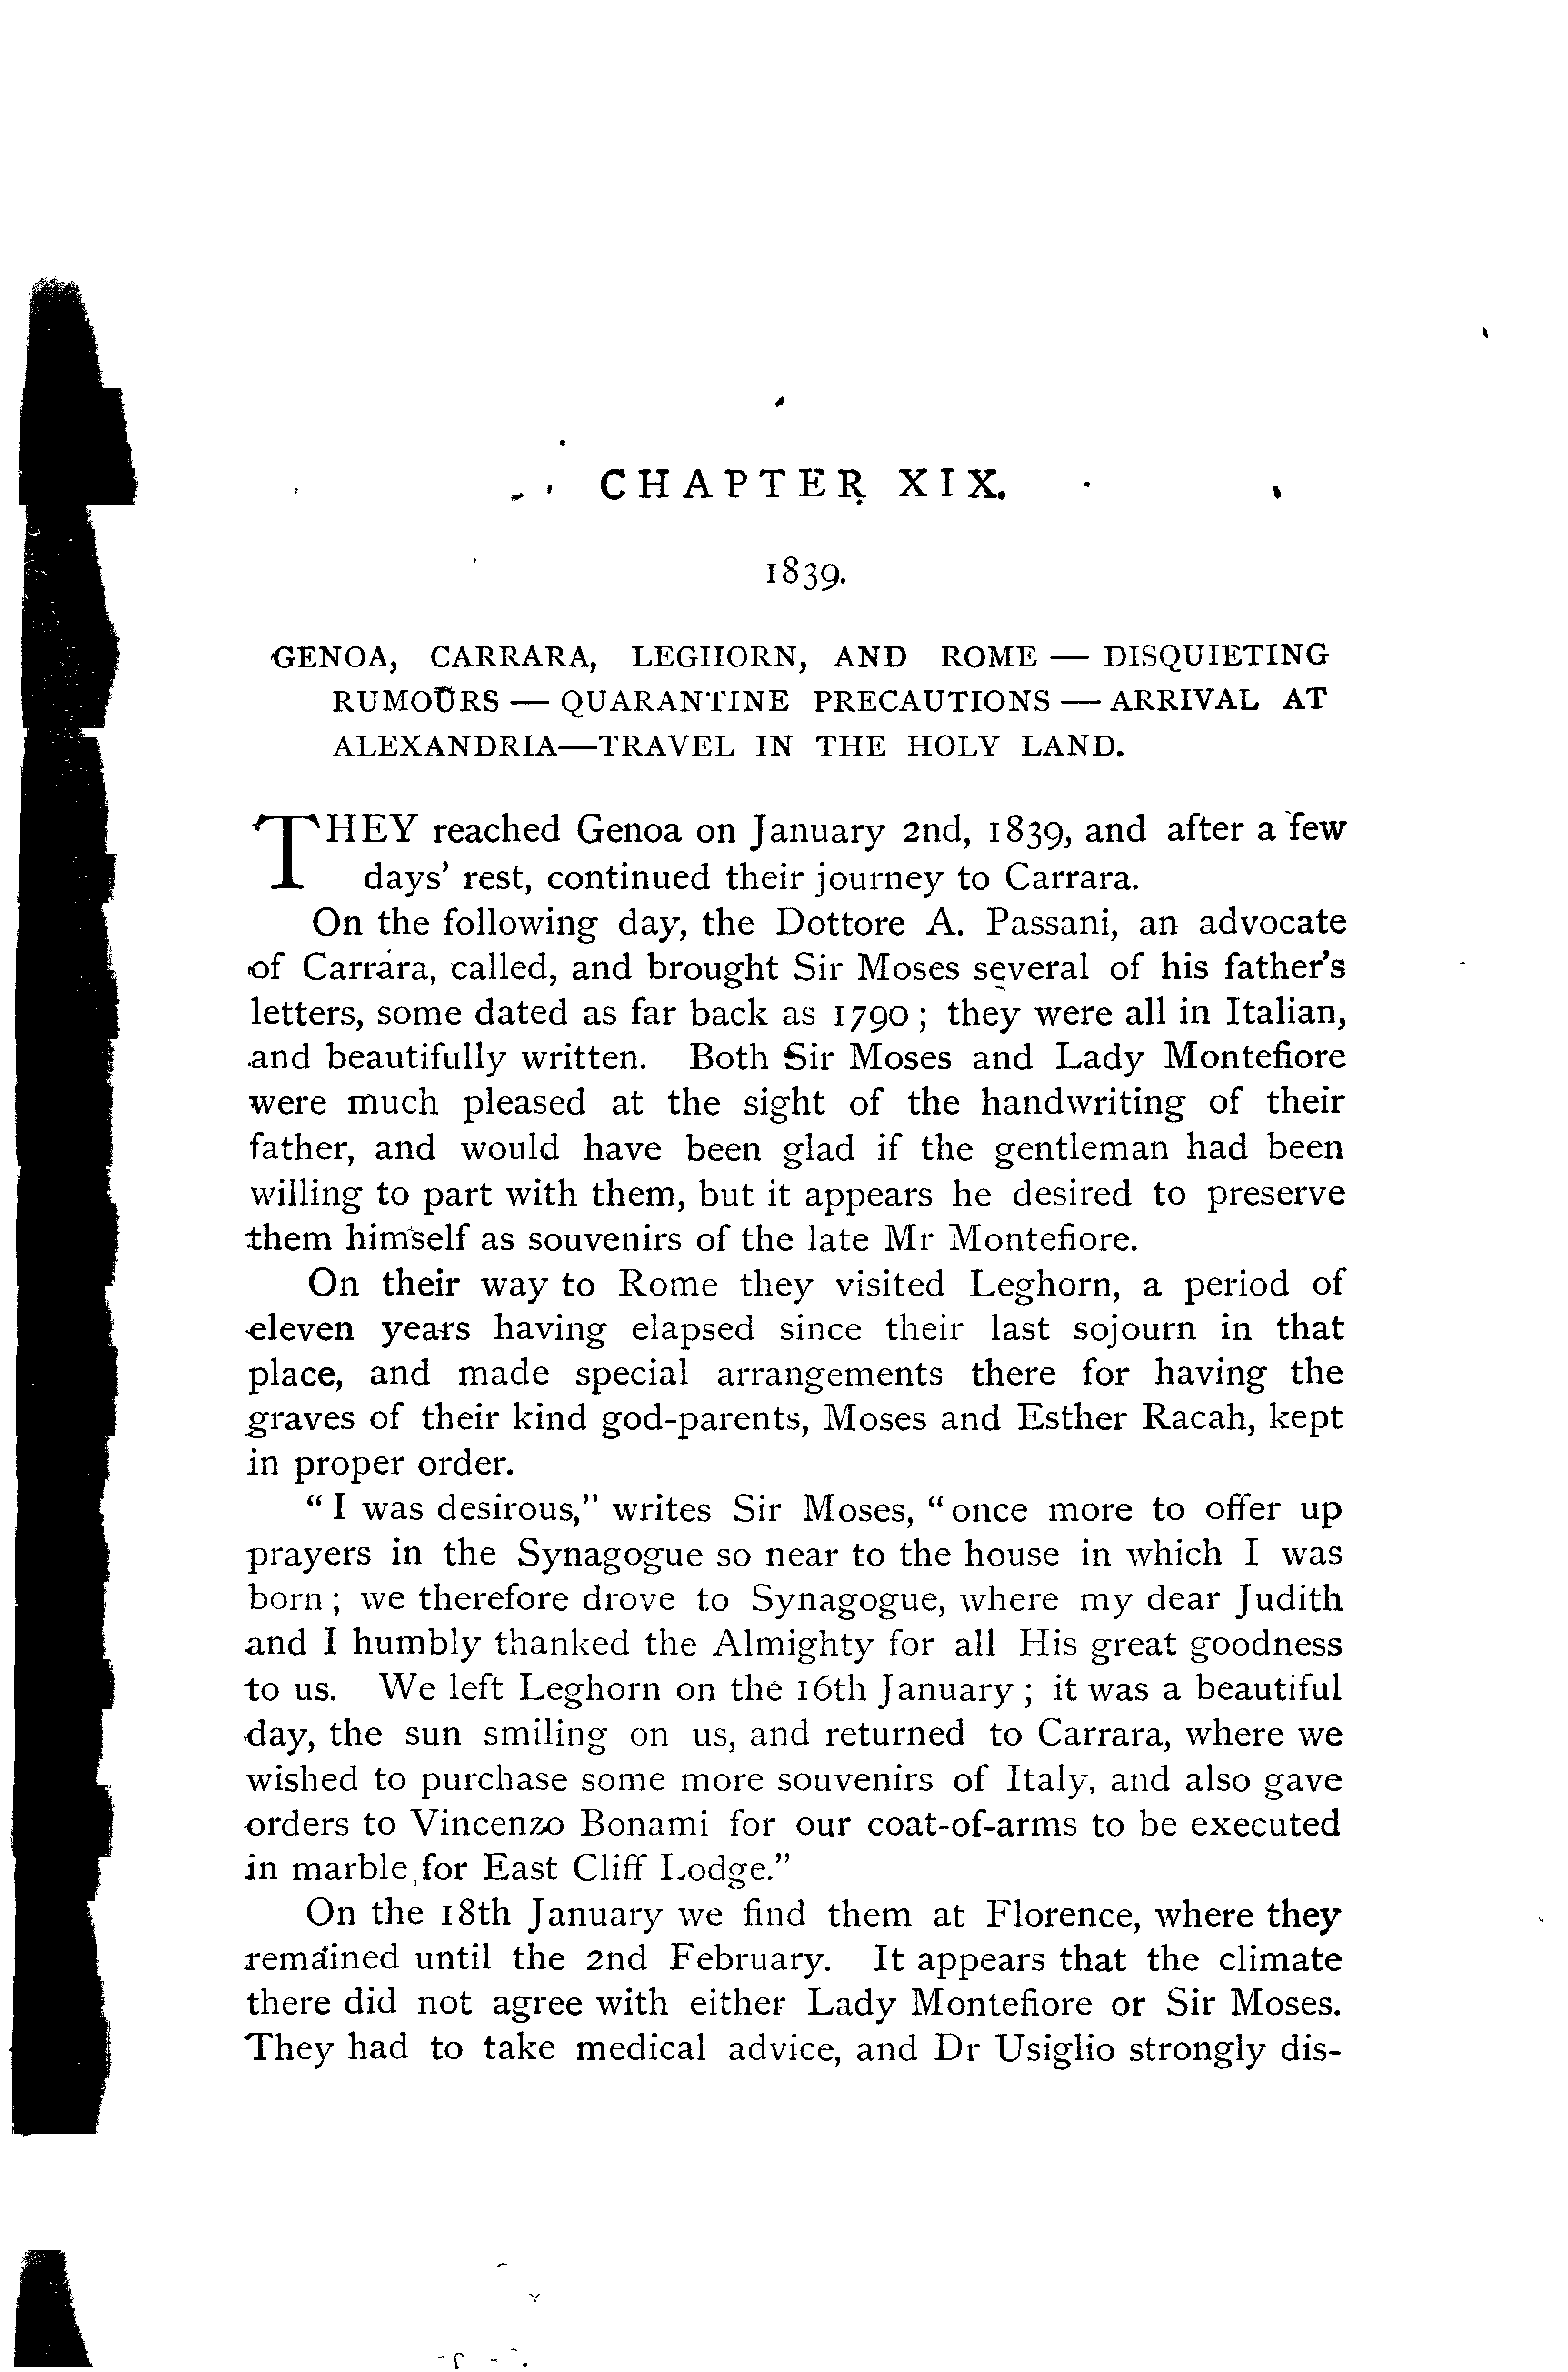 CHAPTER XIX.
1839.
GENOA, CARRARA, LEGHORN, AND ROME — DISQUIETING
RUMOURS — QUARANTINE PRECAUTIONS — ARRIVAL AT
ALEXANDRIA—TRAVEL IN THE HOLY LAND.
THEY reached Genoa on January 2nd, 1839, and after a few
days' rest, continued their journey to Carrara.
On the following day, the Dottore A. Passani, an advocate
of Carrara, called, and brought Sir Moses several of his father's
letters, some dated as far back as 1790; they were all in Italian,
and beautifully written. Both Sir Moses and Lady Montefiore
were much pleased at the sight of the handwriting of their
father, and would have been glad if the gentleman had been
willing to part with them, but it appears he desired to preserve
them himself as souvenirs of the late Mr Montefiore.
On their way to Rome they visited Leghorn, a period of
eleven years having elapsed since their last sojourn in that
place, and made special arrangements there for having the
graves of their kind god-parents, Moses and Esther Racah, kept
in proper order.
"I was desirous," writes Sir Moses, "once more to offer up
prayers in the Synagogue so near to the house in which I was
born; we therefore drove to Synagogue, where my dear Judith
and I humbly thanked the Almighty for all His great goodness
to us. We left Leghorn on the 16th January; it was a beautiful
day, the sun smiling on us, and returned to Carrara, where we
wished to purchase some more souvenirs of Italy, and also gave
orders to Vincenzo Bonami for our coat-of-arms to be executed
in marble for East Cliff Lodge."
On the 18th January we find them at Florence, where they
remained until the 2nd February. It appears that the climate
there did not agree with either Lady Montefiore or Sir Moses.
They had to take medical advice, and Dr Usiglio strongly dis-